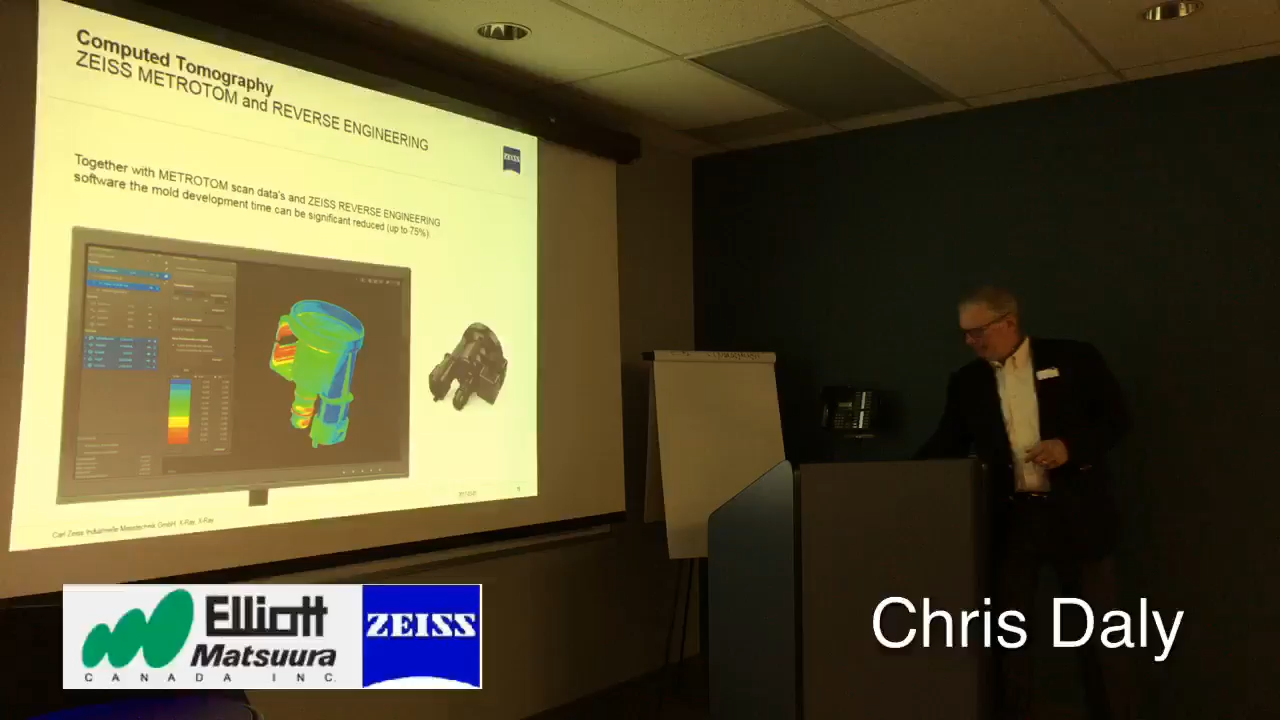 Computed Tomography
ZEISS METROTOM and REVERSE ENGINEERING
ZEISS
Together with METROTOM scan data's and ZEISS REVERSE ENGINEERING
software the mold development time can be significant reduced (up to 75%)
Carl Zeiss Industrielle Messtechnik GmbH, X-Ray, X-Ray
Elliott
Matsuura
CANADA INC.
ZEISS
Chris Daly